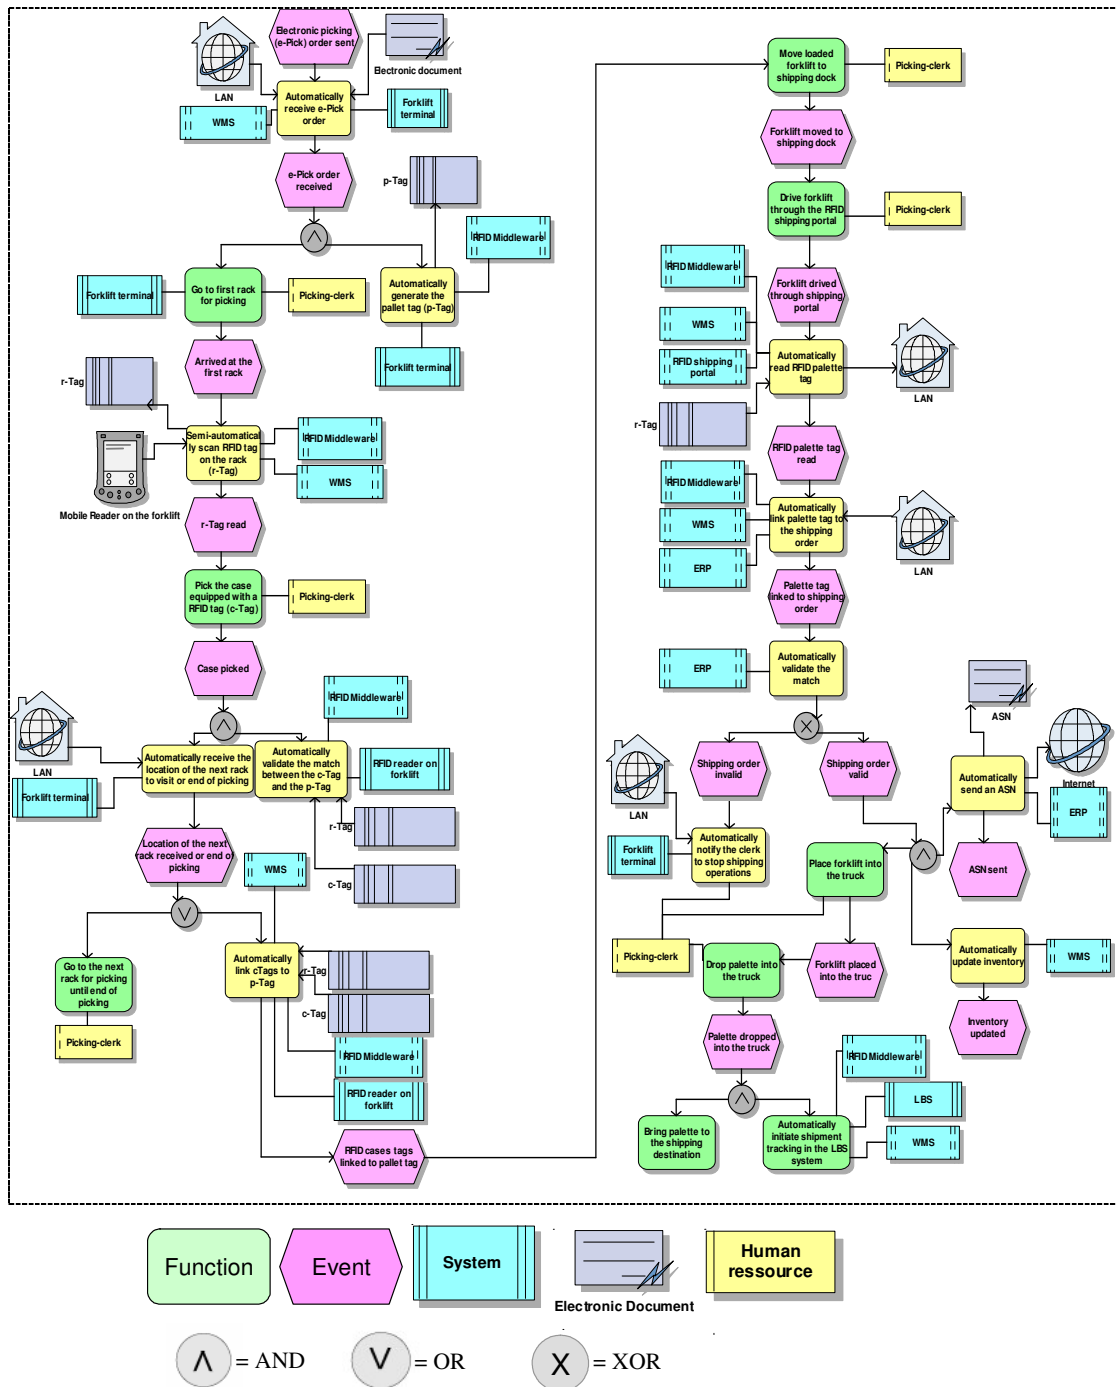 Electronic picking
(e-Pick) order sent
Electronic document
LAN
Automatically
receive e-Pick
order
WMS
Forklift
terminal
e-Pick order
received
p-Tag
RFID Middleware
Forklift terminal
Go to first rack
for picking
Picking-clerk
Automatically
generate the
pallet tag (p-Tag)
Forklift terminal
Arrived at the
first rack
r-Tag
Semi-automatical
ly scan RFID tag
on the rack
(r-Tag)
RFID Middleware
WMS
Mobile Reader on the forklift
r-Tag read
Pick the case
equipped with a
RFID tag (c-Tag)
Picking-clerk
Case picked
RFID Middleware
LAN
Automatically receive the
location of the next rack
to visit or end of picking
Automatically
validate the match
between the c-Tag
and the p-Tag
RFID reader on
forklift
Forklift terminal
r-Tag
c-Tag
Location of the next
rack received or end of
picking
WMS
Go to the next
rack for picking
until end of
picking
Picking-clerk
Automatically
link cTags to
p-Tag
r-Tag
c-Tag
RFID Middleware
RFID reader on
forklift
RFID cases tags
linked to pallet tag
Move loaded
forklift to
shipping dock
Picking-clerk
Forklift moved to
shipping dock
Drive forklift
through the RFID
shipping portal
Picking-clerk
RFID Middleware
Forklift drived
through shipping
portal
WMS
RFID shipping
portal
Automatically
read RFID palette
tag
LAN
r-Tag
RFID palette tag
read
RFID Middleware
WMS
ERP
Automatically
link palette tag to
the shipping
order
LAN
Palette tag
linked to shipping
order
ERP
Automatically
validate the
match
ASN
Shipping order
invalid
Shipping order
valid
Automatically
send an ASN
Internet
ERP
LAN
Forklift
terminal
Automatically
notify the clerk
to stop shipping
operations
Place forklift into
the truck
ASN sent
Picking-clerk
Drop palette into
the truck
Forklift placed
into the truc
Automatically
update inventory
WMS
Palette dropped
into the truck
Inventory
updated
RFID Middleware
LBS
WMS
Bring palette to
the shipping
destination
Automatically
initiate shipment
tracking in the LBS
system
Function
Event
System
Electronic Document
Human
ressource
Λ = AND
V = OR
X = XOR